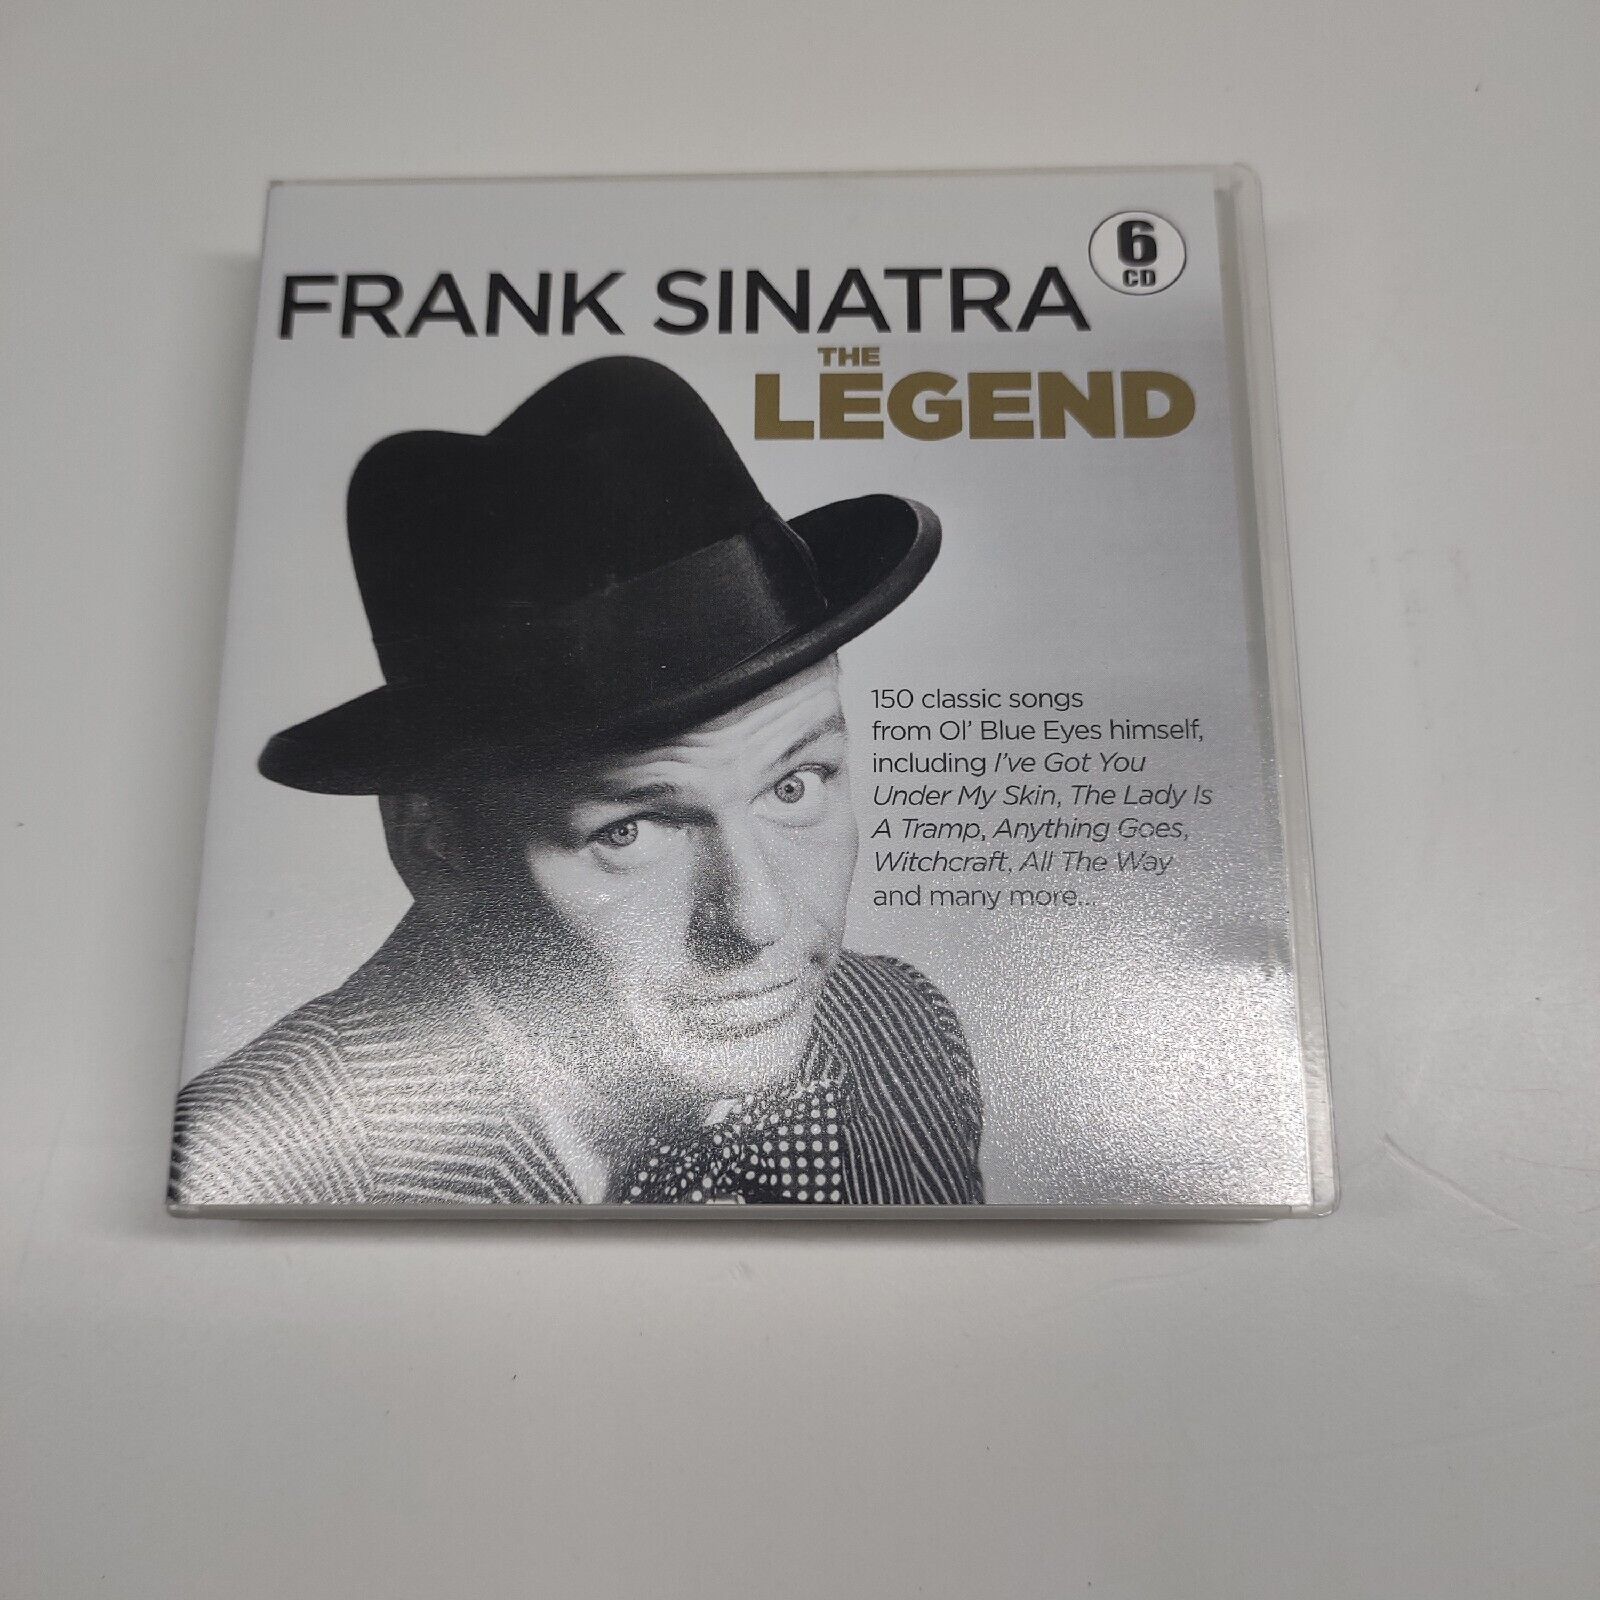 6
CD
FRANK SINATRA
THE
LEGEND
150 classic songs
from Ol' Blue Eyes himself,
including I've Got You
Under My Skin, The Lady Is
A Tramp, Anything Goes,
Witchcraft, All The Way
and many more...